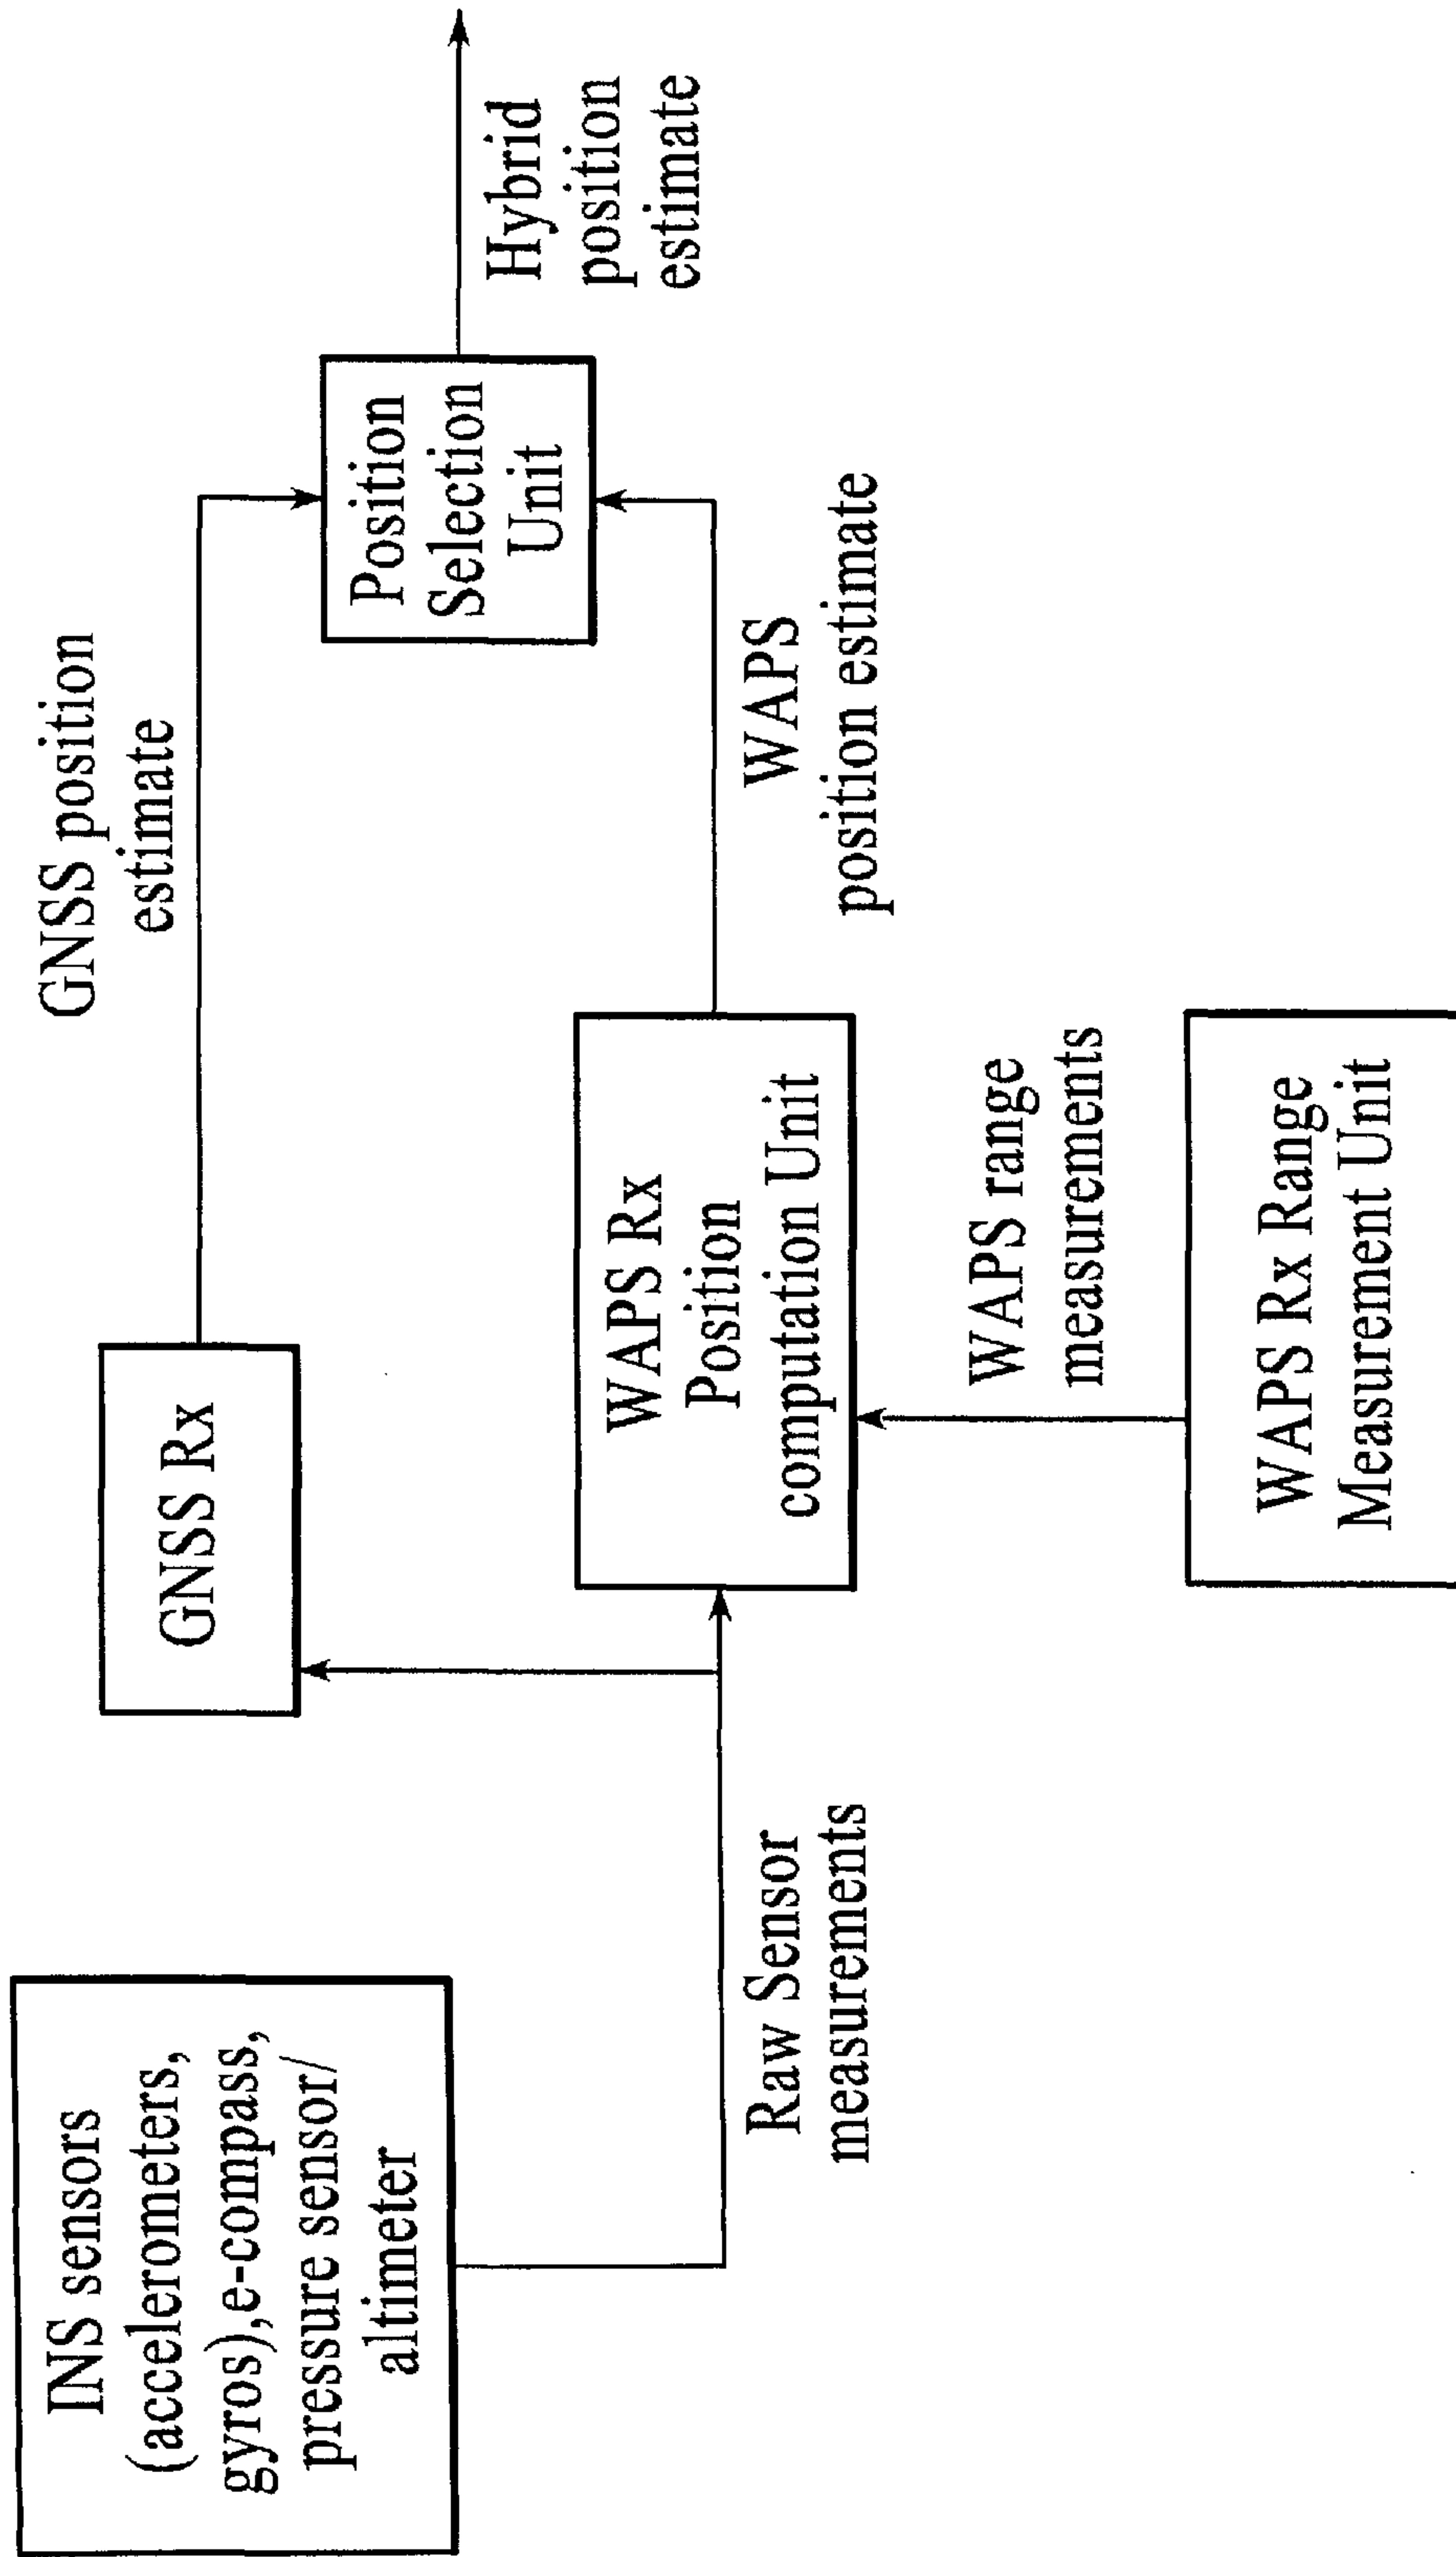 INS sensors
(accelerometers,
gyros),e-compass,
pressure sensor/
altimeter
Raw Sensor
measurements
GNSS Rx
GNSS position
estimate
WAPS Rx
Position
computation Unit
WAPS range
measurements
WAPS Rx Range
Measurement Unit
WAPS
position estimate
Position
Selection
Unit
Hybrid
position
estimate